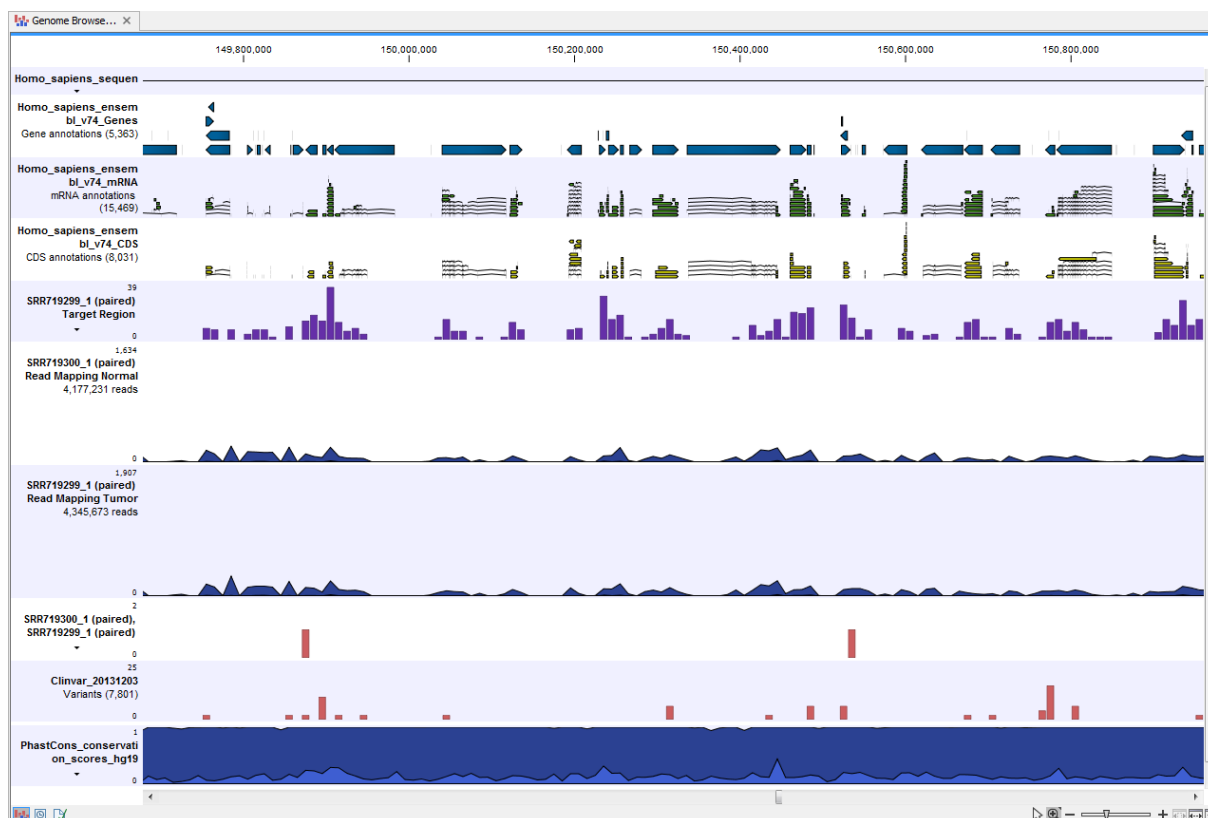 Genome Browse...
149,800,000 150,000,000 150,200,000 150,400,000 150,600,000 150,800,000
Homo_sapiens_sequen
Homo_sapiens_ensem
bl_v74_Genes
Gene annotations (5,363)
Homo_sapiens_ensem
bl_v74_mRNA
mRNA annotations
(15,469)
Homo_sapiens_ensem
bl_v74_CDS
CDS annotations (8,031)
39
SRR719299_1 (paired)
Target Region
0
1,634
SRR719300_1 (paired)
Read Mapping Normal
4,177,231 reads
0
1,907
SRR719299_1 (paired)
Read Mapping Tumor
4,345,673 reads
0
2
SRR719300_1 (paired),
SRR719299_1 (paired)
0
25
Clinvar_20131203
Variants (7,801)
0
1
PhastCons_conservati
on_scores_hg19
0